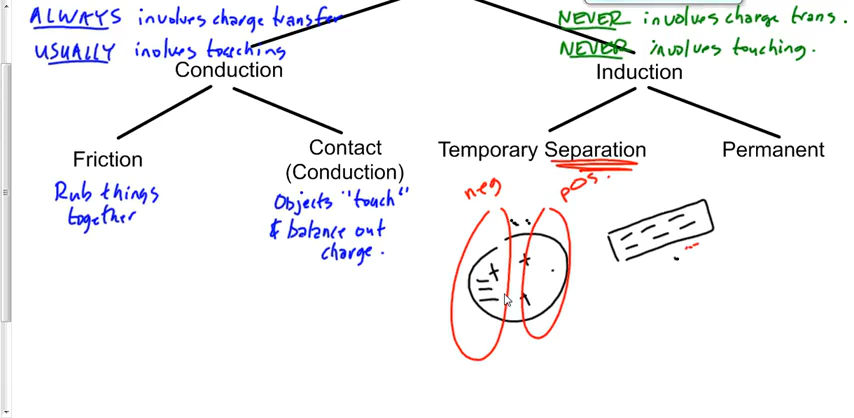 ALWAYS involves charge transfer
USUALLY inolves touching
NEVER involves charge trans.
NEVER involves touching.
Conduction
Induction
Friction
Contact
(Conduction)
Temporary Separation
Permanent
Rub things
together
Objects "touch"
& balance out
charge.
neg
pos.